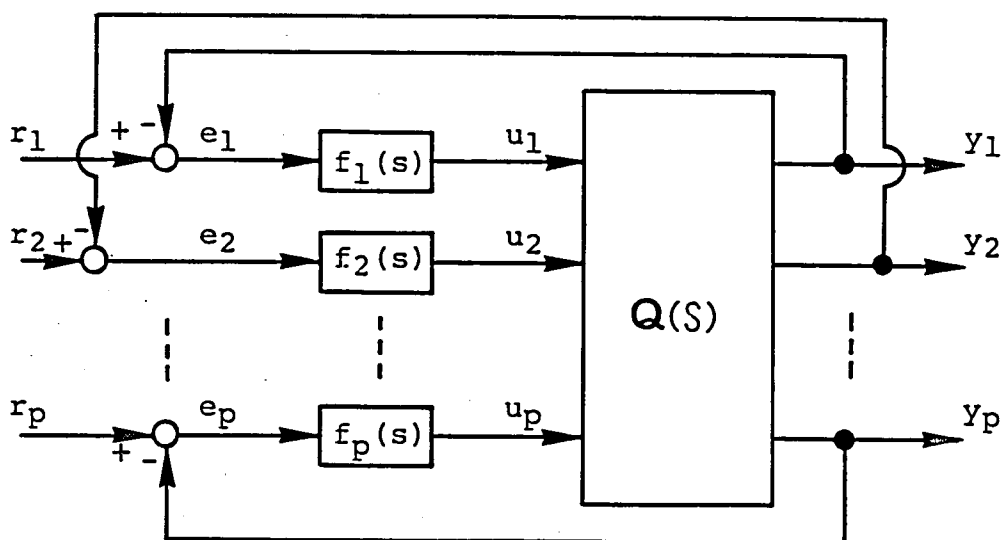 r1 + - e1 f1(s) u1 y1
r2 + - e2 f2(s) u2 y2
Q(S)
rp + - ep fp(s) up yp